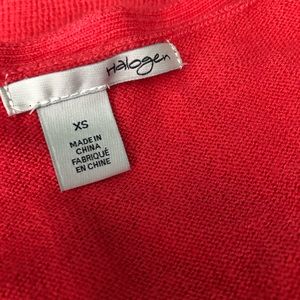 Halogen
XS
MADE IN
CHINA
FABRIQUÉ
EN CHINE